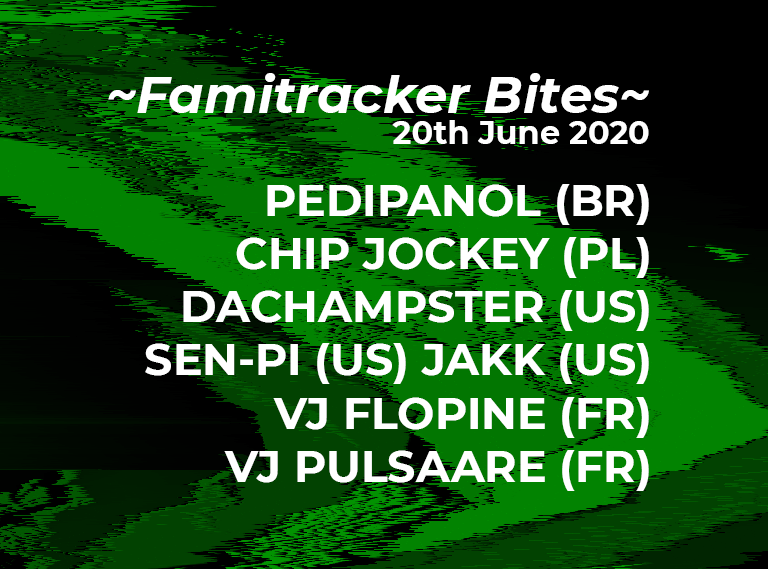 ~Famitracker Bites~
20th June 2020
PEDIPANOL (BR)
CHIP JOCKEY (PL)
DACHAMPSTER (US)
SEN-PI (US) JAKK (US)
VJ FLOPINE (FR)
VJ PULSAARE (FR)